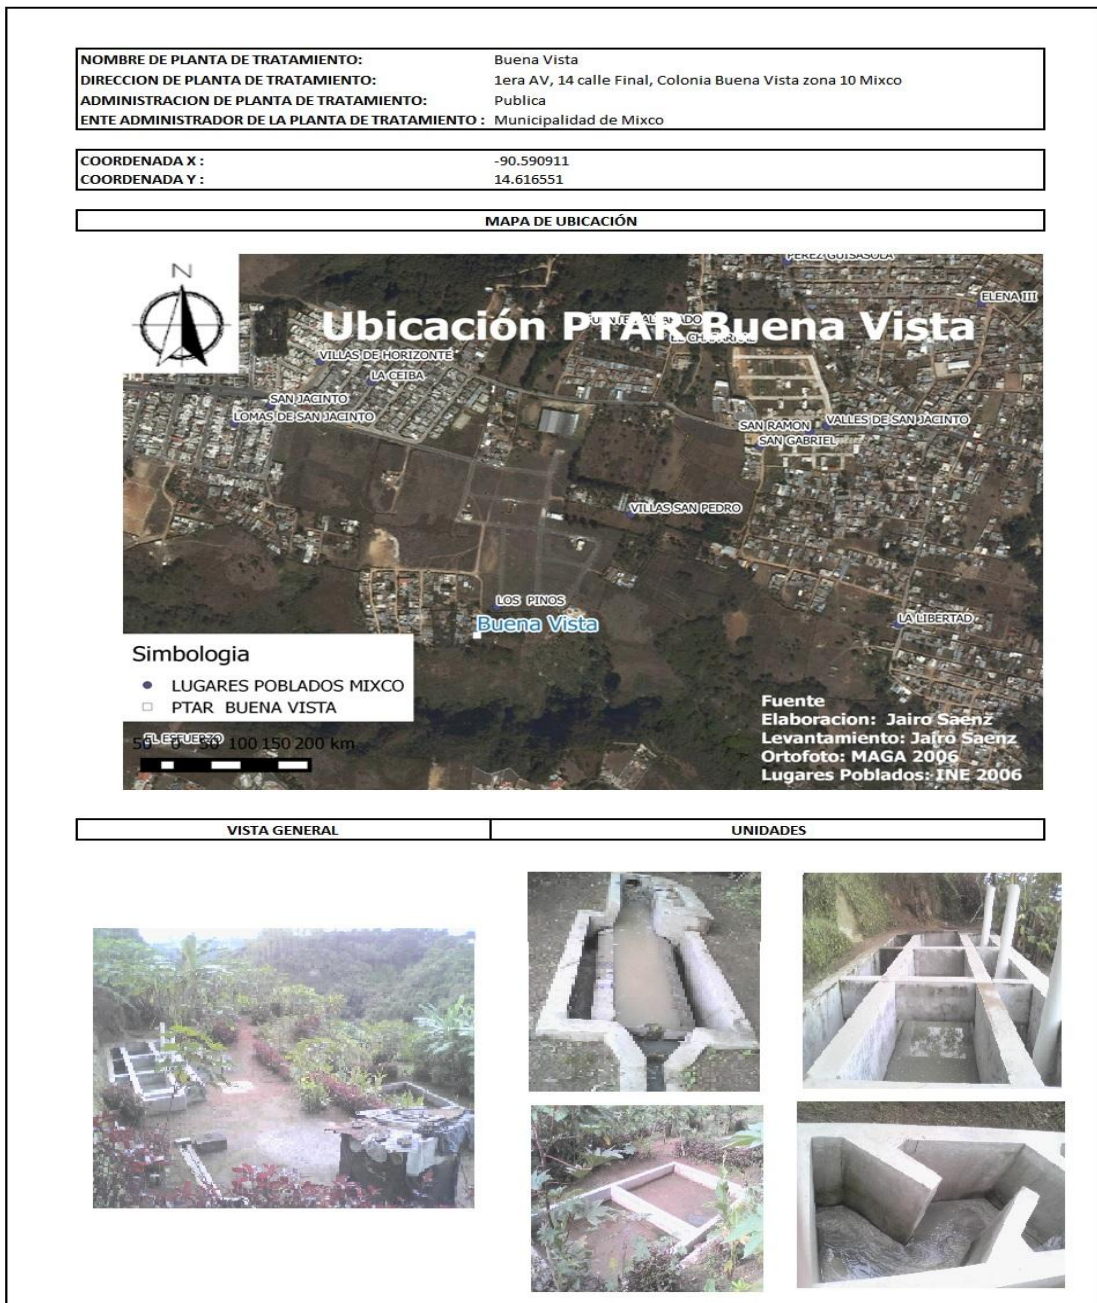 NOMBRE DE PLANTA DE TRATAMIENTO: Buena Vista
DIRECCION DE PLANTA DE TRATAMIENTO: 1era AV, 14 calle Final, Colonia Buena Vista zona 10 Mixco
ADMINISTRACION DE PLANTA DE TRATAMIENTO: Publica
ENTE ADMINISTRADOR DE LA PLANTA DE TRATAMIENTO : Municipalidad de Mixco
COORDENADA X : -90.590911
COORDENADA Y : 14.616551
MAPA DE UBICACIÓN
N
PEREZ GUISASOLA
ELENA III
Ubicación PTAR Buena Vista
VILLAS DE HORIZONTE
LA CEIBA
SAN JACINTO
LOMAS DE SAN JACINTO
SAN RAMON
VALLES DE SAN JACINTO
SAN GABRIEL
VILLAS SAN PEDRO
LOS PINOS
Buena Vista
LA LIBERTAD
Simbologia
LUGARES POBLADOS MIXCO
PTAR BUENA VISTA
EL ESFUERZO
50 0 50 100 150 200 km
Fuente
Elaboracion: Jairo Saenz
Levantamiento: Jairo Saenz
Ortofoto: MAGA 2006
Lugares Poblados: INE 2006
VISTA GENERAL
UNIDADES